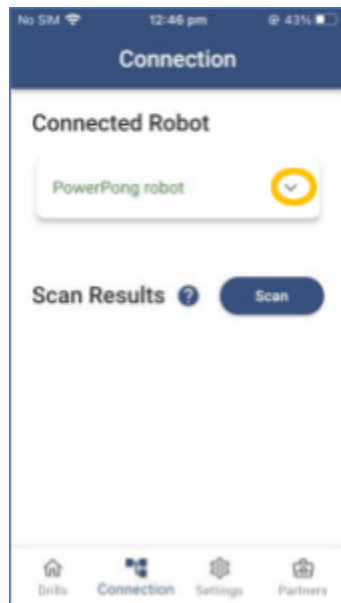 No SIM 12:46 pm 43%
Connection
Connected Robot
PowerPong robot
Scan Results ? Scan
Drills Connection Settings Partners